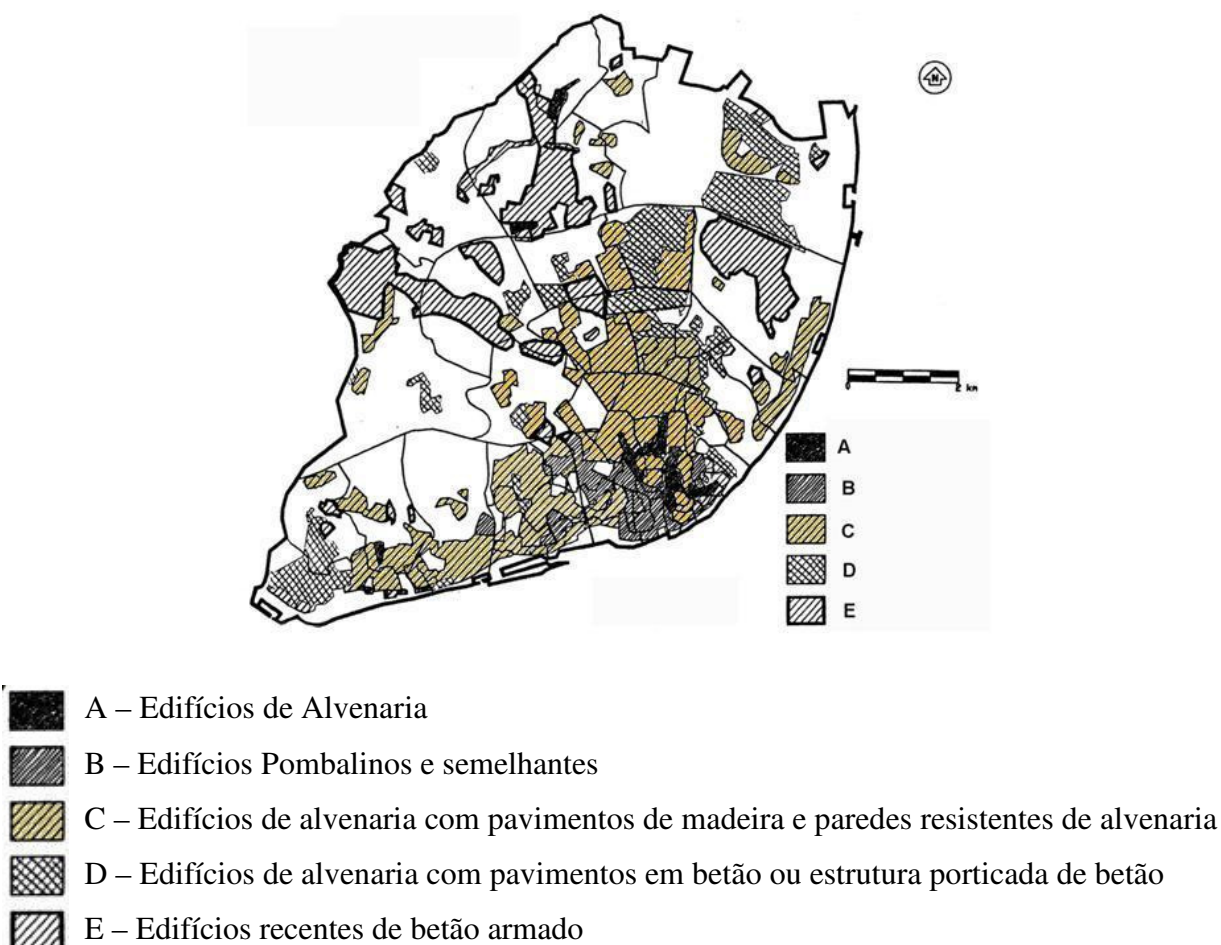 N
0 2 km
A
B
C
D
E
A – Edifícios de Alvenaria
B – Edifícios Pombalinos e semelhantes
C – Edifícios de alvenaria com pavimentos de madeira e paredes resistentes de alvenaria
D – Edifícios de alvenaria com pavimentos em betão ou estrutura porticada de betão
E – Edifícios recentes de betão armado